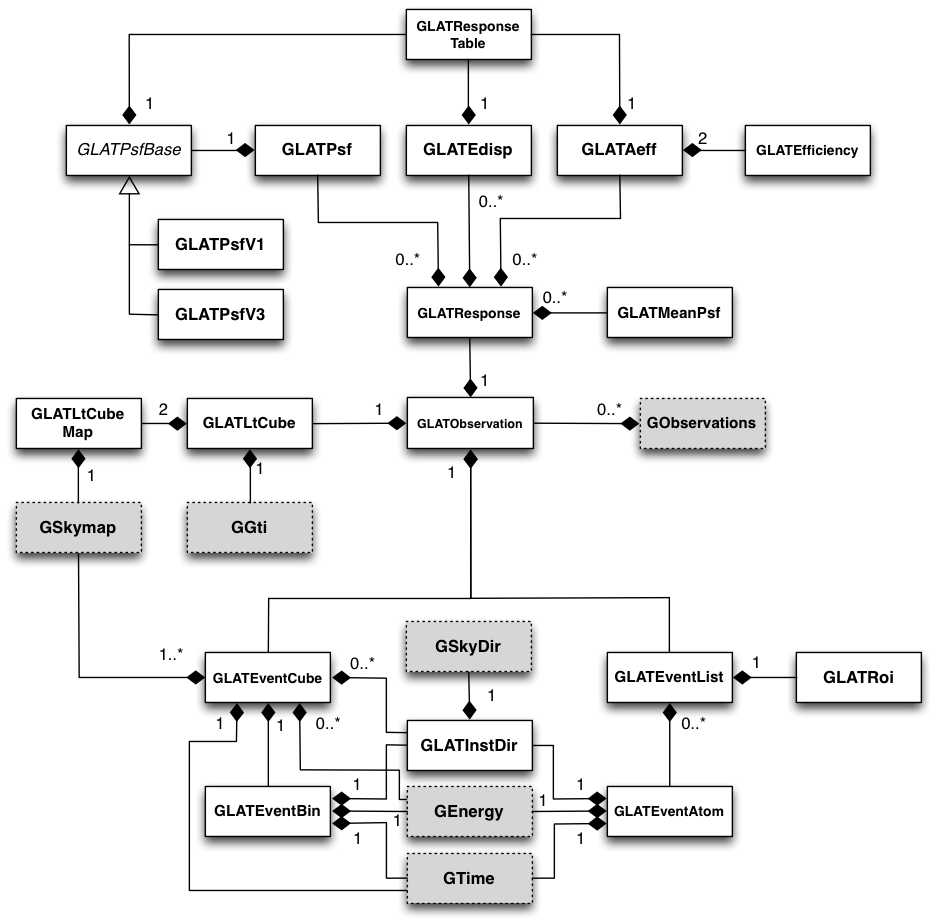 GLATResponse
Table
1
1
1
GLATPsfBase
1
GLATPsf
GLATEdisp
GLATAeff
2
GLATEfficiency
0..*
GLATPsfV1
0..*
0..*
GLATPsfV3
GLATResponse
0..*
GLATMeanPsf
1
GLATLtCube
Map
2
GLATLtCube
1
GLATObservation
0..*
GObservations
1
1
1
GSkymap
GGti
1..*
GLATEventCube
0..*
GSkyDir
GLATEventList
1
GLATRoi
1
1
1
0..*
0..*
GLATInstDir
1
1
GLATEventBin
1
GEnergy
1
GLATEventAtom
1
1
GTime